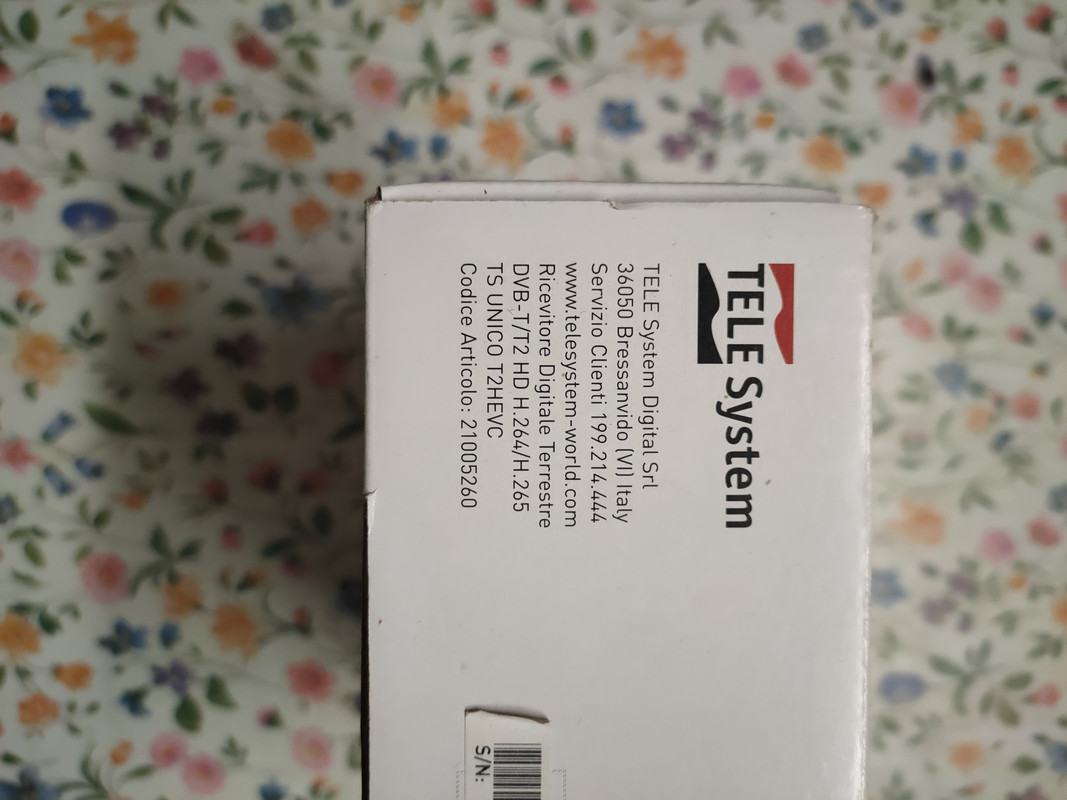 TELE System
TELE System Digital Srl
36050 Bressanvido (VI) Italy
Servizio Clienti 199.214.444
www.telesystem-world.com
Ricevitore Digitale Terrestre
DVB-T/T2 HD H.264/H.265
TS UNICO T2HEVC
Codice Articolo: 21005260
S/N: